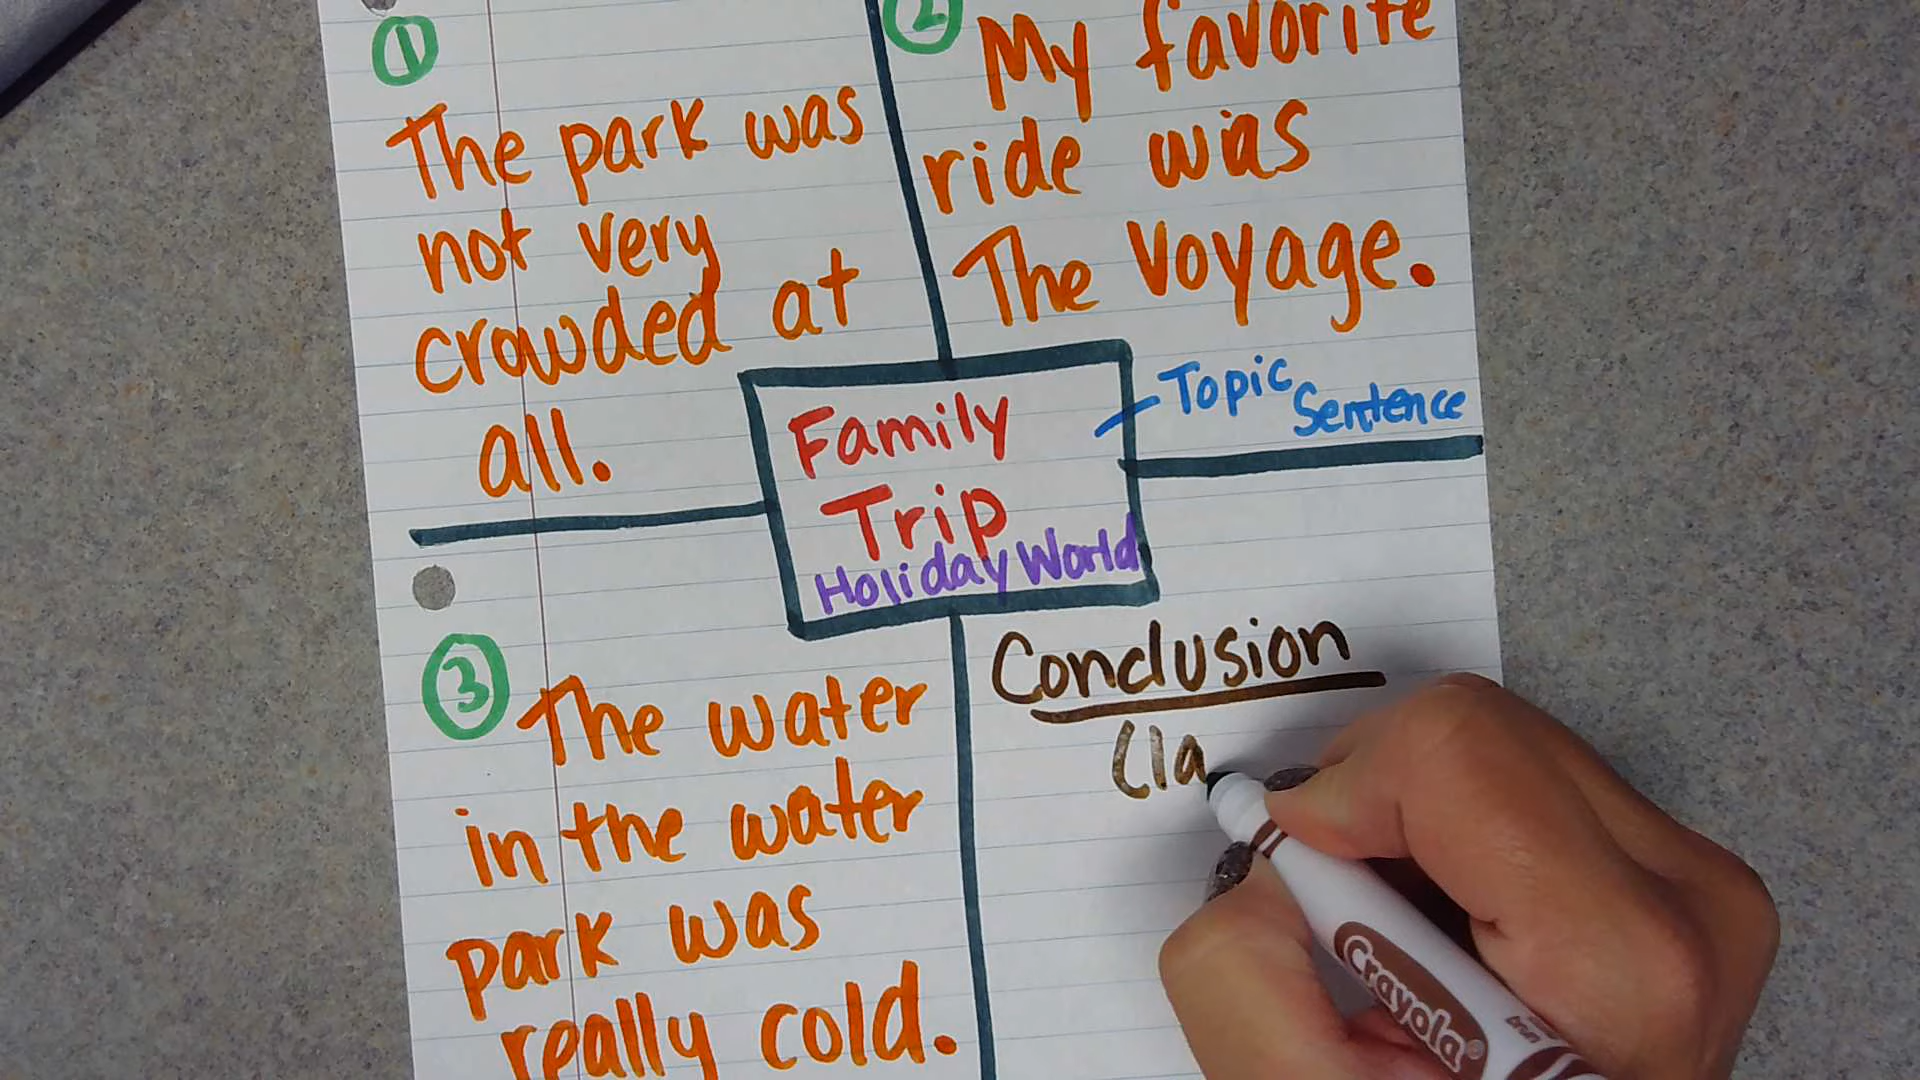 ①
The park was
not very
crowded at
all.
②
My favorite
ride was
The Voyage.
Topic
Sentence
Family
Trip
Holiday World
③
The water
in the water
park was
really cold.
Conclusion
Cla
Crayola